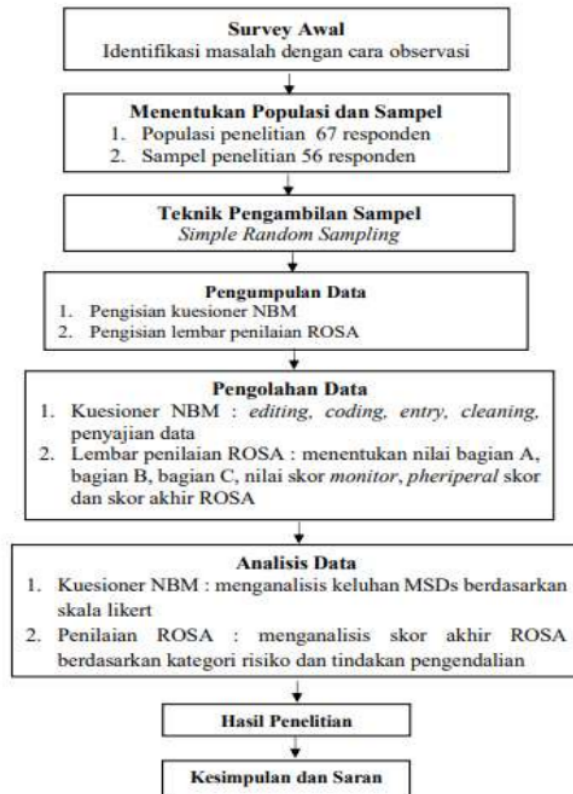 Survey Awal
Identifikasi masalah dengan cara observasi
Menentukan Populasi dan Sampel
1. Populasi penelitian 67 responden
2. Sampel penelitian 56 responden
Teknik Pengambilan Sampel
Simple Random Sampling
Pengumpulan Data
1. Pengisian kuesioner NBM
2. Pengisian lembar penilaian ROSA
Pengolahan Data
1. Kuesioner NBM : editing, coding, entry, cleaning,
penyajian data
2. Lembar penilaian ROSA : menentukan nilai bagian A,
bagian B, bagian C, nilai skor monitor, pheriperal skor
dan skor akhir ROSA
Analisis Data
1. Kuesioner NBM : menganalisis keluhan MSDs berdasarkan
skala likert
2. Penilaian ROSA : menganalisis skor akhir ROSA
berdasarkan kategori risiko dan tindakan pengendalian
Hasil Penelitian
Kesimpulan dan Saran